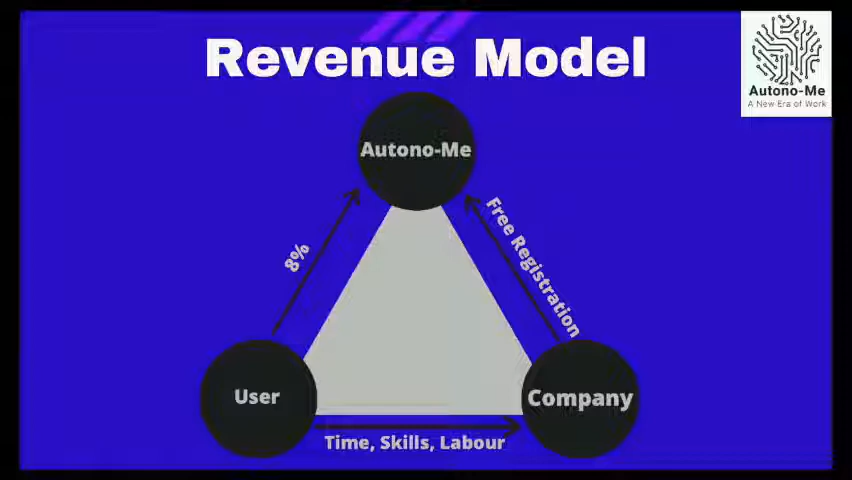 Revenue Model
Autono-Me
A New Era of Work
Autono-Me
8%
Free Registration
User
Company
Time, Skills, Labour